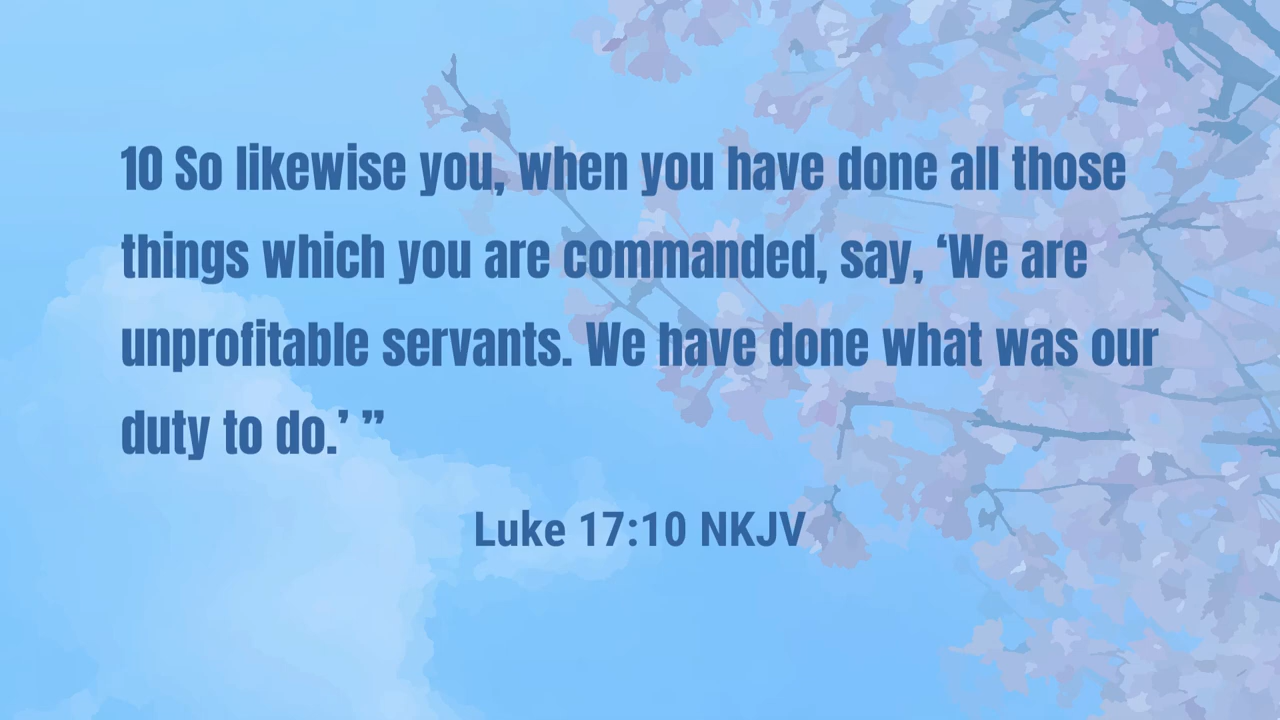 10 So likewise you, when you have done all those
things which you are commanded, say, ‘We are
unprofitable servants. We have done what was our
duty to do.’ ”
Luke 17:10 NKJV